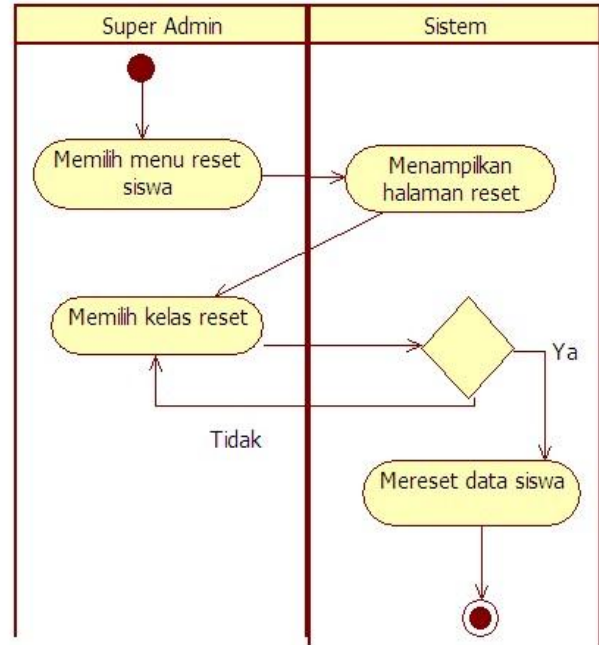 Super Admin
Sistem
Memilih menu reset
siswa
Menampilkan
halaman reset
Memilih kelas reset
Ya
Tidak
Mereset data siswa